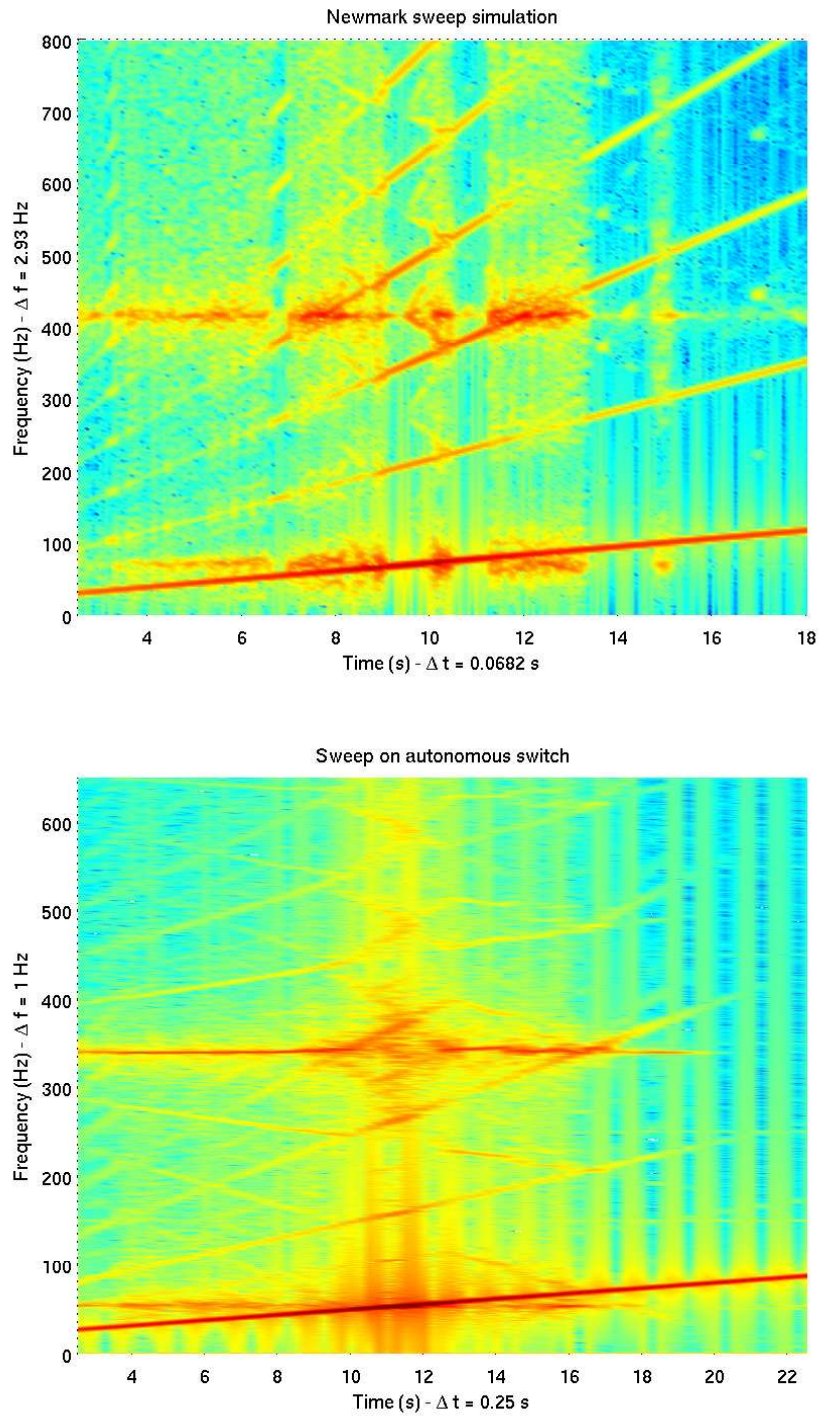 Newmark sweep simulation
800
700
600
500
400
300
200
100
0
Frequency (Hz) - Δ f = 2.93 Hz
4 6 8 10 12 14 16 18
Time (s) - Δ t = 0.0682 s
Sweep on autonomous switch
600
500
400
300
200
100
0
Frequency (Hz) - Δ f = 1 Hz
4 6 8 10 12 14 16 18 20 22
Time (s) - Δ t = 0.25 s